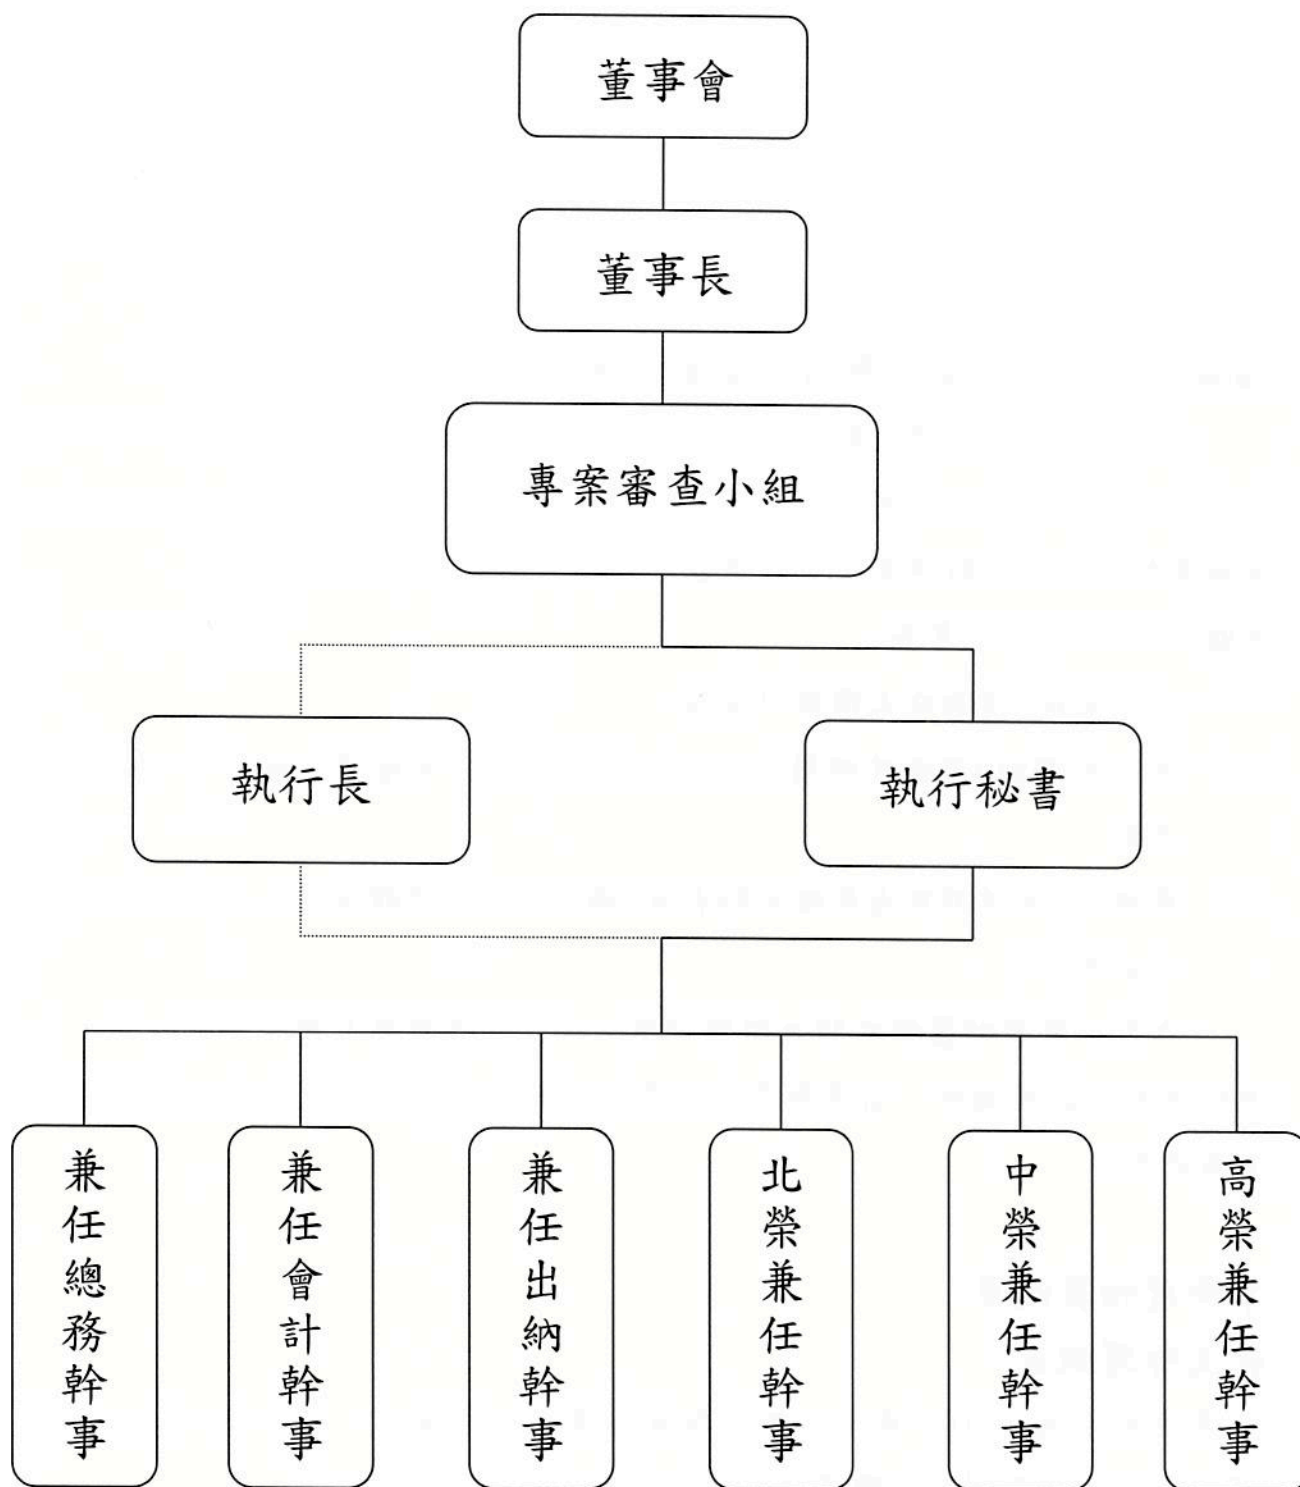 董事會
董事長
專案審查小組
執行長
執行秘書
兼任總務幹事
兼任會計幹事
兼任出納幹事
北榮兼任幹事
中榮兼任幹事
高榮兼任幹事